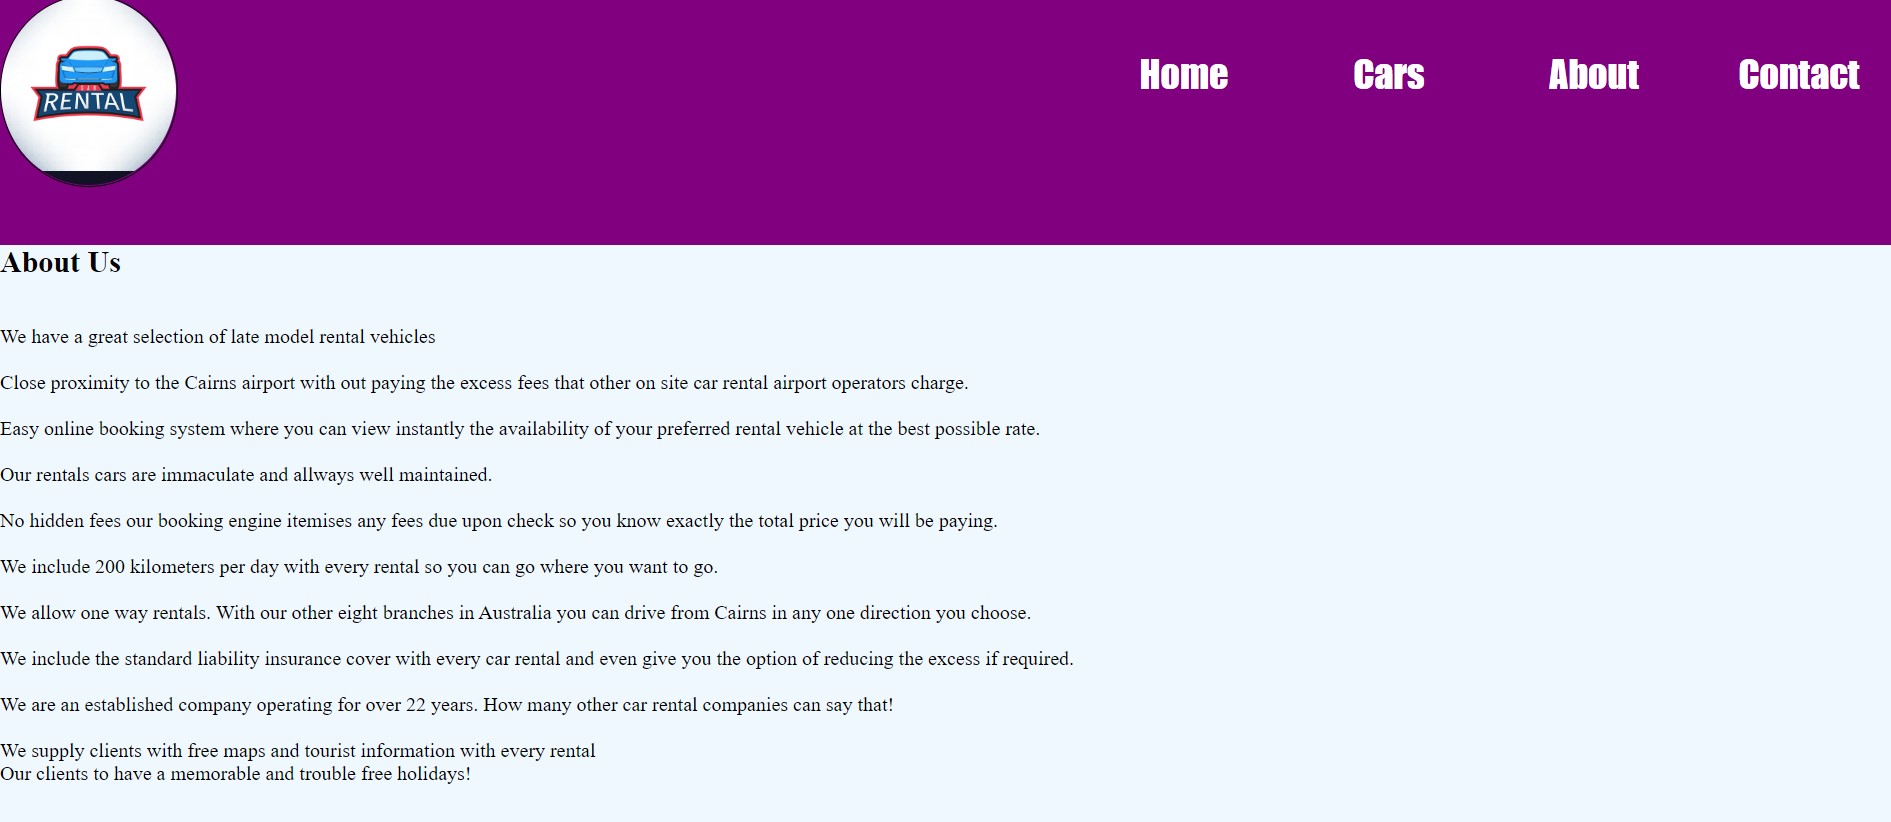 RENTAL
Home Cars About Contact
About Us
We have a great selection of late model rental vehicles
Close proximity to the Cairns airport with out paying the excess fees that other on site car rental airport operators charge.
Easy online booking system where you can view instantly the availability of your preferred rental vehicle at the best possible rate.
Our rentals cars are immaculate and allways well maintained.
No hidden fees our booking engine itemises any fees due upon check so you know exactly the total price you will be paying.
We include 200 kilometers per day with every rental so you can go where you want to go.
We allow one way rentals. With our other eight branches in Australia you can drive from Cairns in any one direction you choose.
We include the standard liability insurance cover with every car rental and even give you the option of reducing the excess if required.
We are an established company operating for over 22 years. How many other car rental companies can say that!
We supply clients with free maps and tourist information with every rental
Our clients to have a memorable and trouble free holidays!